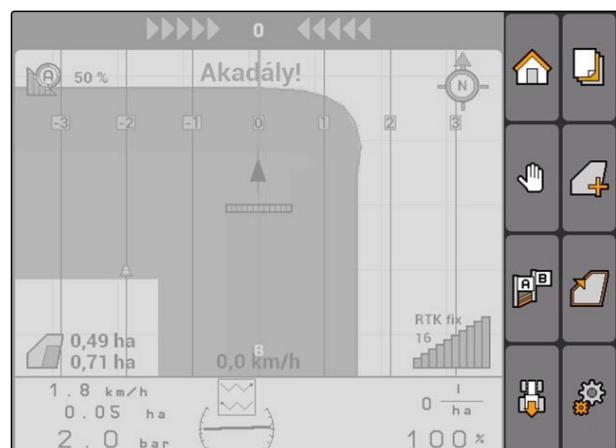 0
A
50 %
Akadály!
N
-3 -2 -1 0 1 2 3
A
A B
RTK fix
16
0,49 ha
0,71 ha
0,0 km/h
B
1.8 km/h
0.05 ha
2.0 bar
0 l/ha
100 %